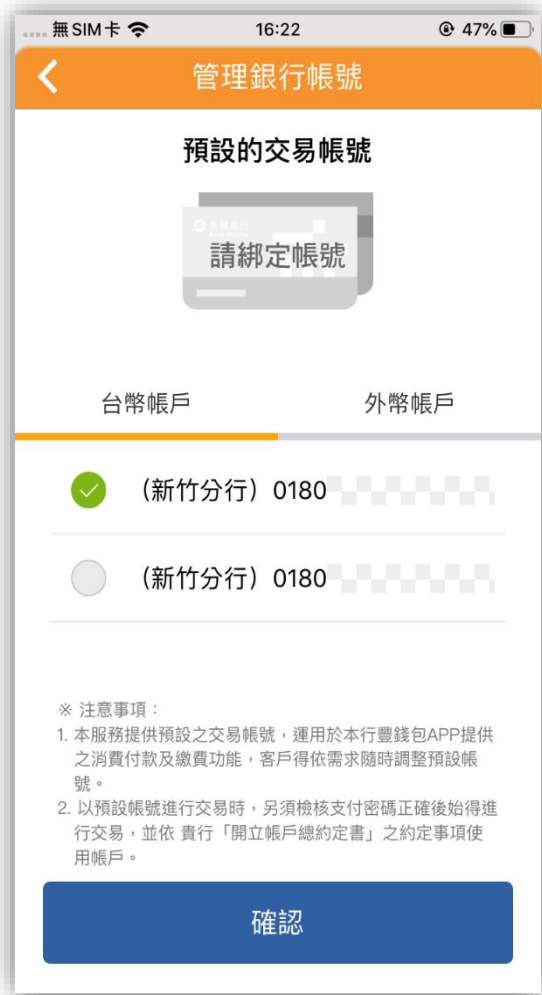 無SIM卡 16:22 47%
管理銀行帳號
預設的交易帳號
永豐銀行
請綁定帳號
台幣帳戶 外幣帳戶
(新竹分行) 0180
(新竹分行) 0180
※ 注意事項：
1. 本服務提供預設之交易帳號，運用於本行豐錢包APP提供
之消費付款及繳費功能，客戶得依需求隨時調整預設帳
號。
2. 以預設帳號進行交易時，另須檢核支付密碼正確後始得進
行交易，並依 貴行「開立帳戶總約定書」之約定事項使
用帳戶。
確認